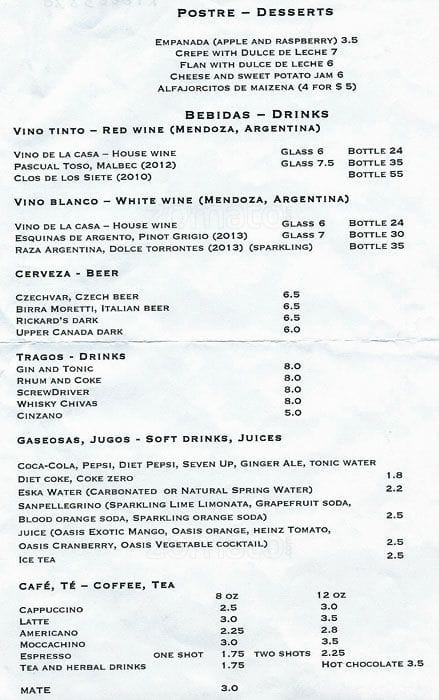 Postre – Desserts
Empanada (apple and raspberry) 3.5
Crepe with Dulce de Leche 7
Flan with dulce de leche 6
Cheese and sweet potato jam 6
Alfajorcitos de maizena (4 for $ 5)
Bebidas – Drinks
Vino tinto – Red wine (Mendoza, Argentina)
Vino de la casa – House wine Glass 6 Bottle 24
Pascual Toso, Malbec (2012) Glass 7.5 Bottle 35
Clos de los Siete (2010) Bottle 55
Vino blanco – White wine (Mendoza, Argentina)
Vino de la casa – House wine Glass 6 Bottle 24
Esquinas de argento, Pinot Grigio (2013) Glass 7 Bottle 30
Raza Argentina, Dolce torrontes (2013) (sparkling) Bottle 35
Cerveza - Beer
Czechvar, Czech beer 6.5
Birra Moretti, Italian beer 6.5
Rickard's dark 6.5
Upper Canada dark 6.0
Tragos - Drinks
Gin and Tonic 8.0
Rhum and Coke 8.0
ScrewDriver 8.0
Whisky Chivas 8.0
Cinzano 5.0
Gaseosas, Jugos - Soft drinks, Juices
Coca-Cola, Pepsi, Diet Pepsi, Seven Up, Ginger Ale, tonic water
Diet coke, Coke zero 1.8
Eska Water (Carbonated or Natural Spring Water) 2.2
Sanpellegrino (Sparkling Lime Limonata, Grapefruit soda,
Blood orange soda, Sparkling orange soda) 2.5
juice (Oasis Exotic Mango, Oasis orange, heinz Tomato,
Oasis Cranberry, Oasis Vegetable cocktail) 2.5
Ice tea 2.5
Café, Té – Coffee, Tea
8 oz 12 oz
Cappuccino 2.5 3.0
Latte 3.0 3.5
Americano 2.25 2.8
Moccachino 3.0 3.5
Espresso one shot 1.75 two shots 2.25
Tea and herbal drinks 1.75 Hot chocolate 3.5
mate 3.0